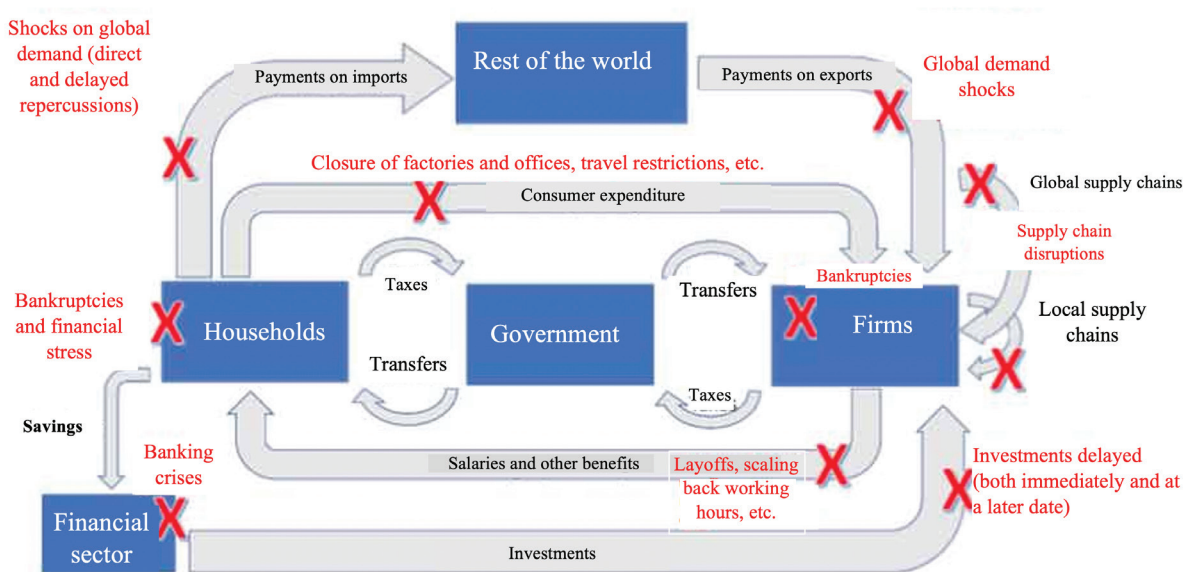 Shocks on global
demand (direct
and delayed
repercussions)
Payments on imports
Rest of the world
Payments on exports
Global demand
shocks
Closure of factories and offices, travel restrictions, etc.
Consumer expenditure
Global supply chains
Supply chain
disruptions
Bankruptcies
and financial
stress
Households
Taxes
Transfers
Government
Transfers
Taxes
Bankruptcies
Firms
Local supply
chains
Savings
Banking
crises
Salaries and other benefits
Layoffs, scaling
back working
hours, etc.
Investments delayed
(both immediately and at
a later date)
Financial
sector
Investments